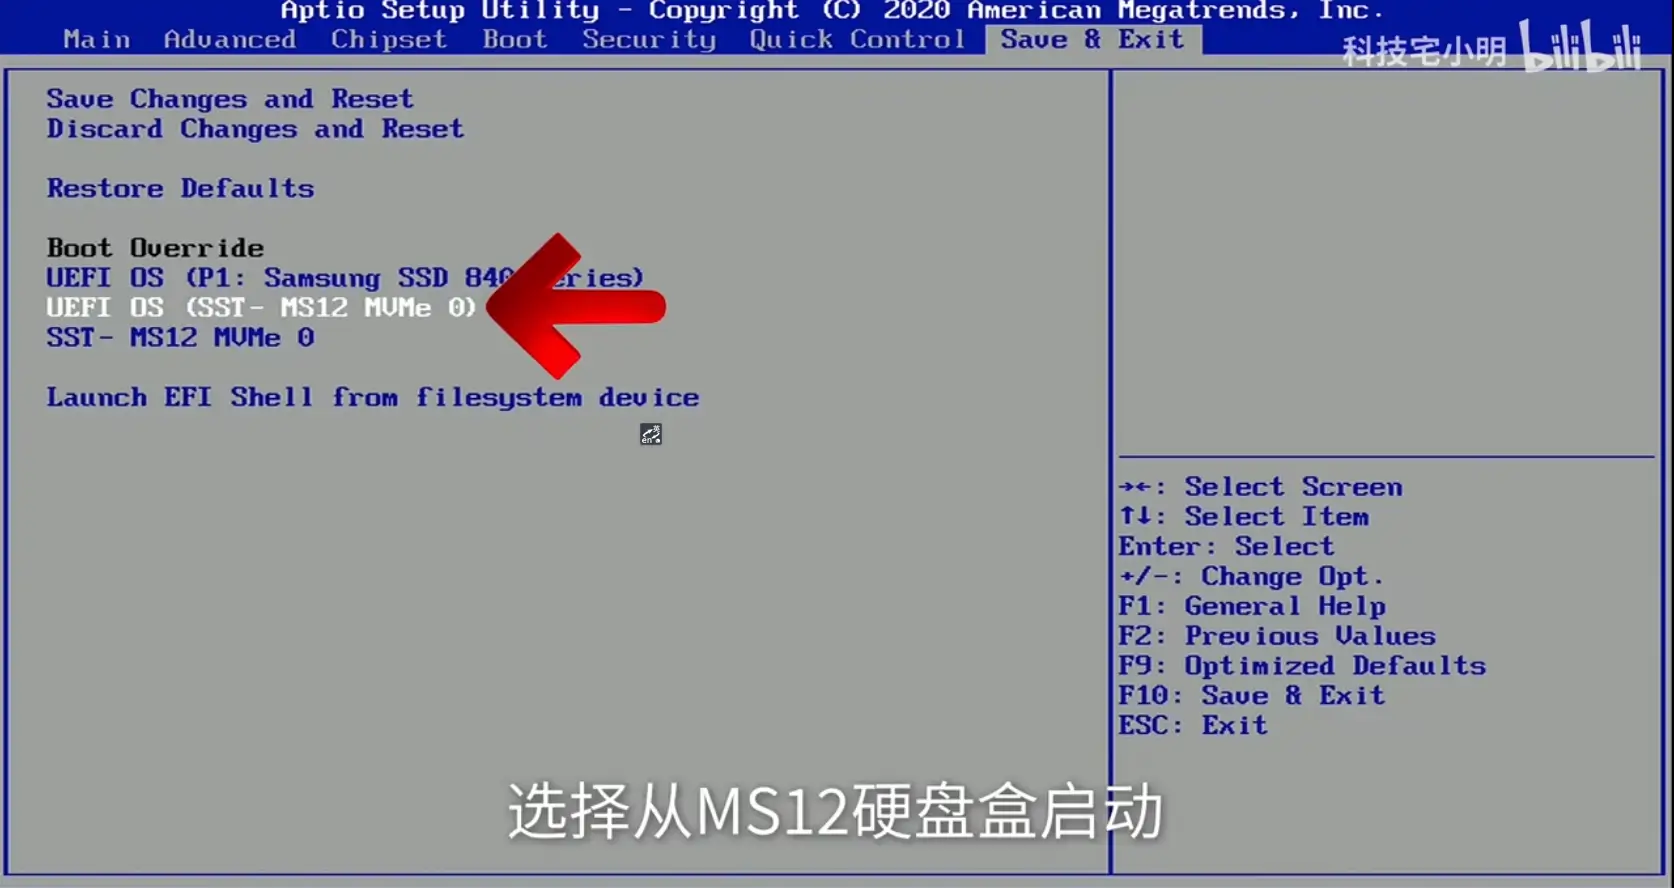 Aptio Setup Utility - Copyright (C) 2020 American Megatrends, Inc.
Main Advanced Chipset Boot Security Quick Control Save & Exit
科技宅小明 bilibili
Save Changes and Reset
Discard Changes and Reset
Restore Defaults
Boot Override
UEFI OS (P1: Samsung SSD 840 eries)
UEFI OS (SST- MS12 MVMe 0)
SST- MS12 MVMe 0
Launch EFI Shell from filesystem device
→←: Select Screen
↑↓: Select Item
Enter: Select
+/-: Change Opt.
F1: General Help
F2: Previous Values
F9: Optimized Defaults
F10: Save & Exit
ESC: Exit
选择从MS12硬盘盒启动